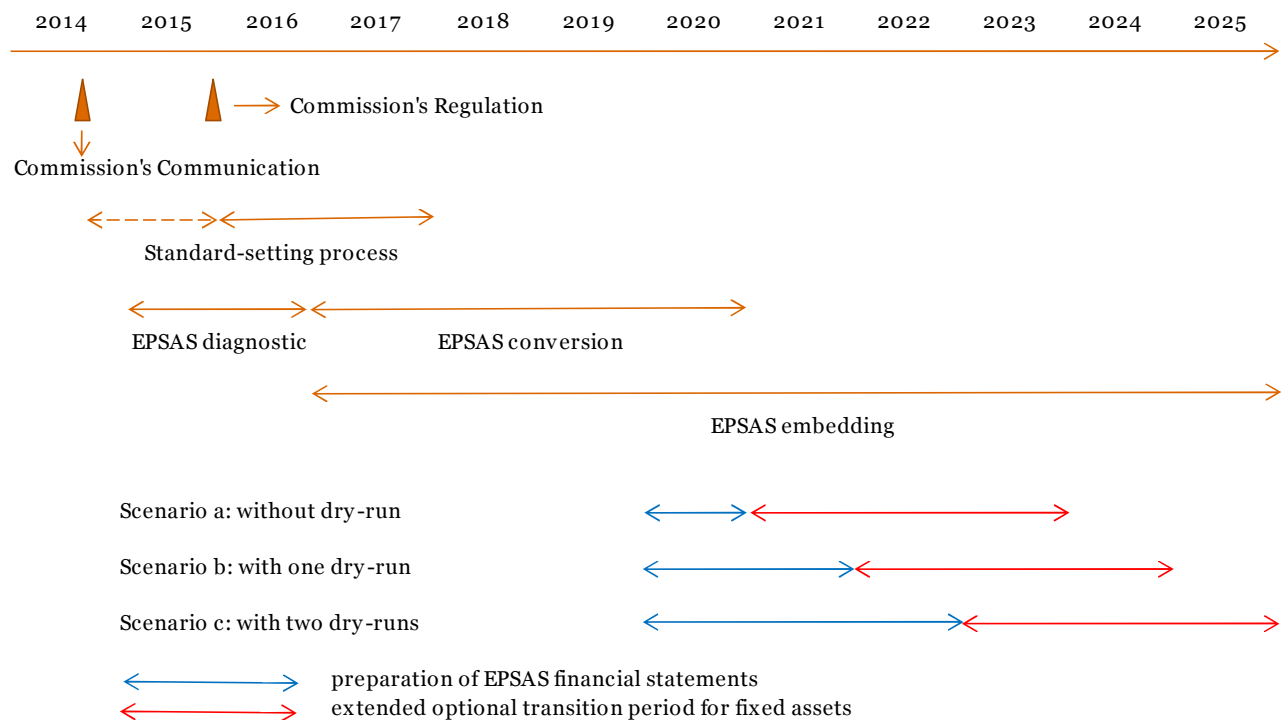 2014 2015 2016 2017 2018 2019 2020 2021 2022 2023 2024 2025
Commission's Regulation
Commission's Communication
Standard-setting process
EPSAS diagnostic EPSAS conversion
EPSAS embedding
Scenario a: without dry-run
Scenario b: with one dry-run
Scenario c: with two dry-runs
preparation of EPSAS financial statements
extended optional transition period for fixed assets